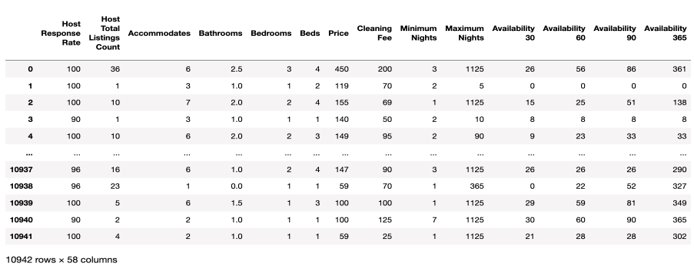 Host Response Rate Host Total Listings Count Accommodates Bathrooms Bedrooms Beds Price Cleaning Fee Minimum Nights Maximum Nights Availability 30 Availability 60 Availability 90 Availability 365
0 100 36 6 2.5 3 4 450 200 3 1125 26 56 86 361
1 100 1 3 1.0 1 2 119 70 2 5 0 0 0 0
2 100 10 7 2.0 2 4 155 69 1 1125 15 25 51 138
3 90 1 3 1.0 1 1 140 50 2 10 8 8 8 8
4 100 10 6 2.0 2 3 149 95 2 90 9 23 33 33
... ... ... ... ... ... ... ... ... ... ... ... ... ... ...
10937 96 16 6 1.0 2 4 147 90 3 1125 26 26 26 290
10938 96 23 1 0.0 1 1 59 70 1 365 0 22 52 327
10939 100 5 6 1.5 1 3 100 100 1 1125 29 59 81 349
10940 90 2 2 1.0 1 1 100 125 7 1125 30 60 90 365
10941 100 4 2 1.0 1 1 59 25 1 1125 21 28 28 302
10942 rows × 58 columns